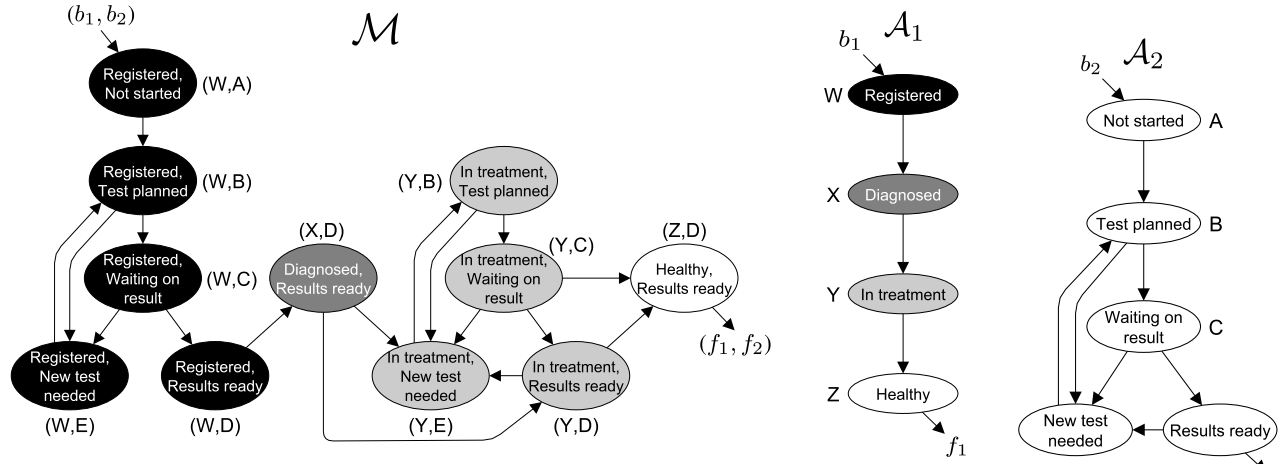 (b₁, b₂)
ℳ
Registered,
Not started
(W,A)
Registered,
Test planned
(W,B)
Registered,
Waiting on
result
(W,C)
Registered,
New test
needed
(W,E)
Registered,
Results ready
(W,D)
(X,D)
Diagnosed,
Results ready
(Y,B)
In treatment,
Test planned
(Y,C)
In treatment,
Waiting on
result
In treatment,
New test
needed
(Y,E)
In treatment,
Results ready
(Y,D)
(Z,D)
Healthy,
Results ready
(f₁, f₂)
𝒜₁
b₁
W
Registered
X
Diagnosed
Y
In treatment
Z
Healthy
f₁
𝒜₂
b₂
Not started
A
Test planned
B
Waiting on
result
C
New test
needed
Results ready